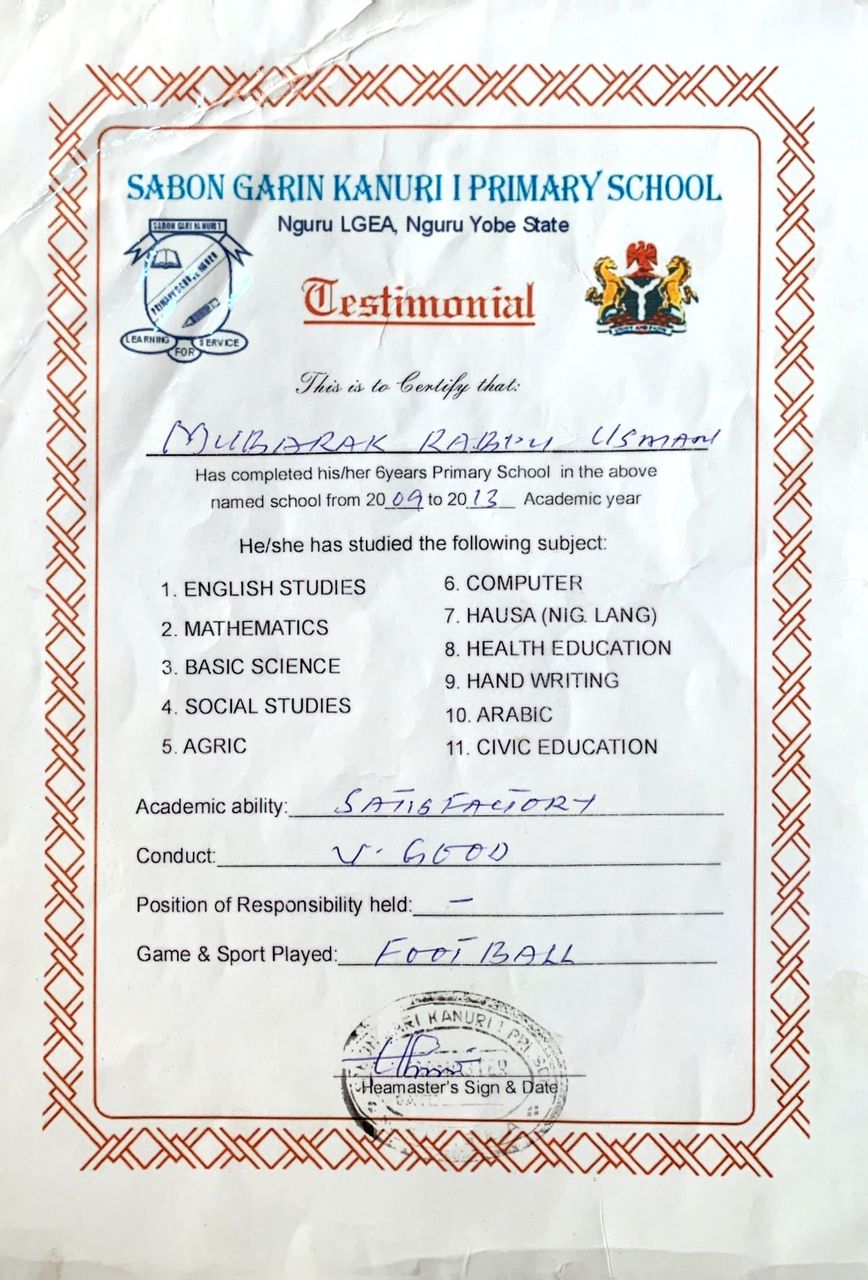 SABON GARIN KANURI I PRIMARY SCHOOL
Nguru LGEA, Nguru Yobe State
SABON GARI KANURI 1
PRIMARY SCHOOL NGURU
LEARNING FOR SERVICE
Testimonial
UNITY AND FAITH
This is to Certify that:
MUBARAK RABIU USMAN
Has completed his/her 6years Primary School in the above
named school from 2009 to 2013 Academic year
He/she has studied the following subject:
1. ENGLISH STUDIES
2. MATHEMATICS
3. BASIC SCIENCE
4. SOCIAL STUDIES
5. AGRIC
6. COMPUTER
7. HAUSA (NIG. LANG)
8. HEALTH EDUCATION
9. HAND WRITING
10. ARABIC
11. CIVIC EDUCATION
Academic ability: SATISFACTORY
Conduct: V. GOOD
Position of Responsibility held: –
Game & Sport Played: FOOTBALL
GARI KANURI 1 PRI
Heamaster's Sign & Date